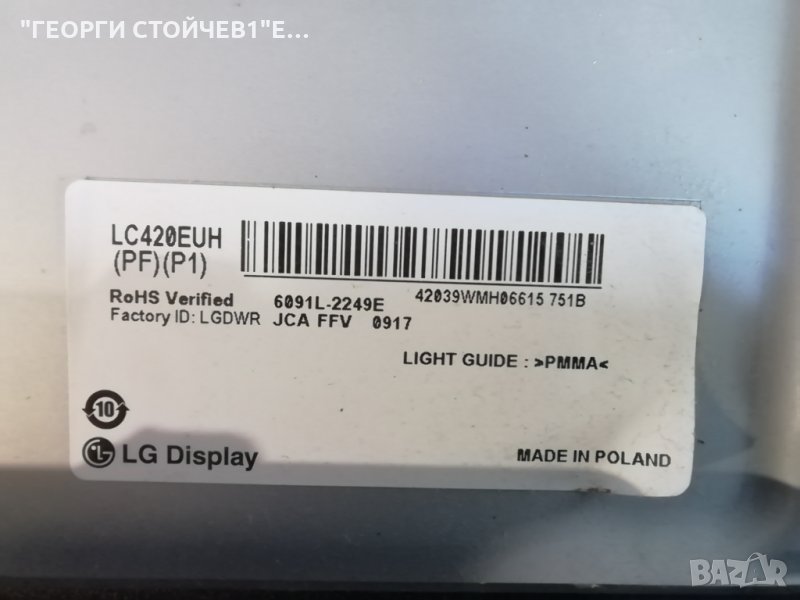 "ГЕОРГИ СТОЙЧЕВ1"Е...
LC420EUH
(PF)(P1)
42039WMH06615 751B
RoHS Verified 6091L-2249E
Factory ID: LGDWR JCA FFV 0917
LIGHT GUIDE : >PMMA<
10
LG Display
MADE IN POLAND
BAZAR